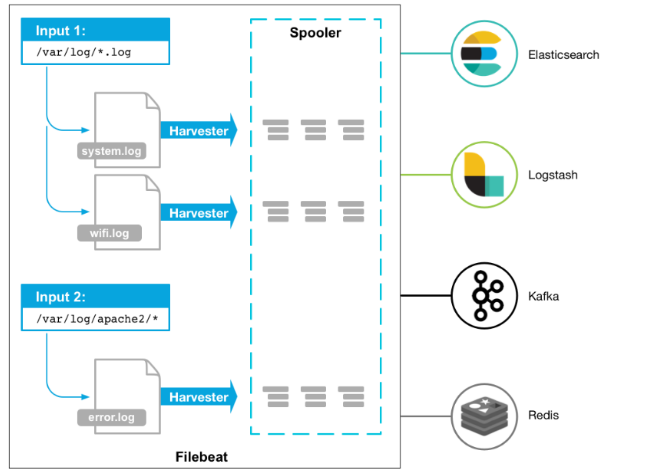 Input 1:
/var/log/*.log
Spooler
system.log
Harvester
wifi.log
Harvester
Input 2:
/var/log/apache2/*
error.log
Harvester
Filebeat
Elasticsearch
Logstash
Kafka
Redis